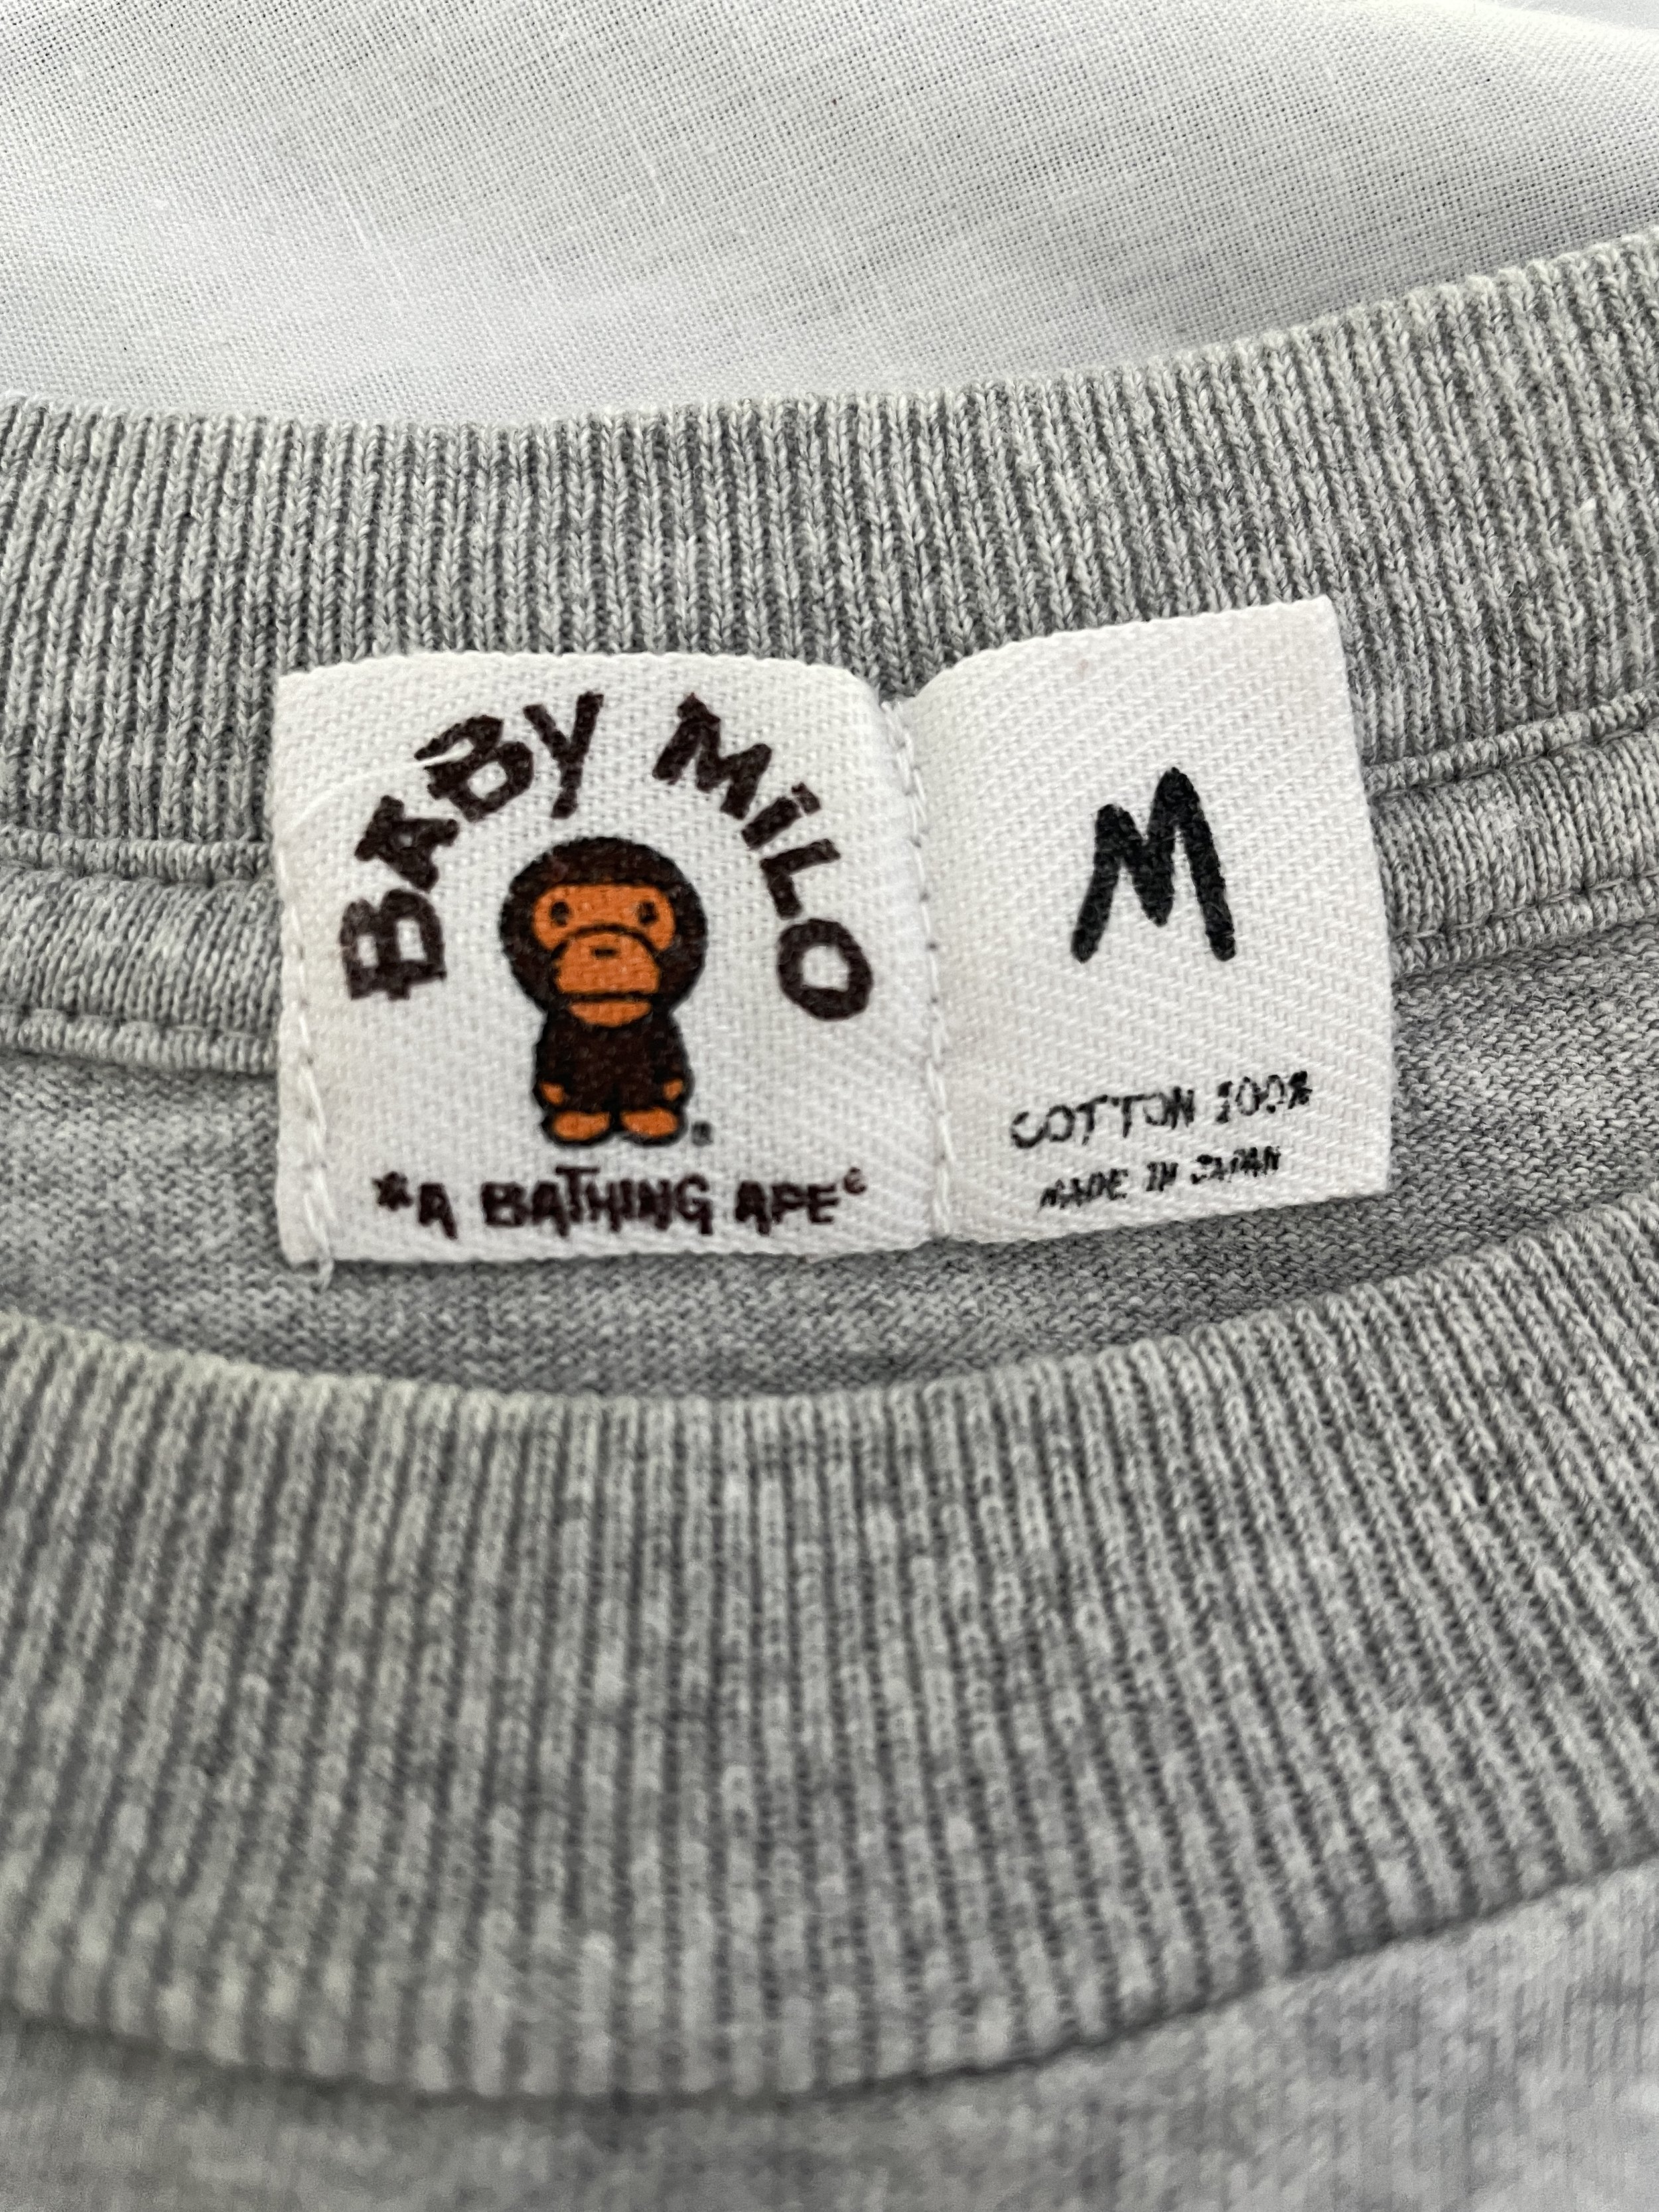 BABY MILO
*A BATHING APE®
M
COTTON 100%
MADE IN JAPAN